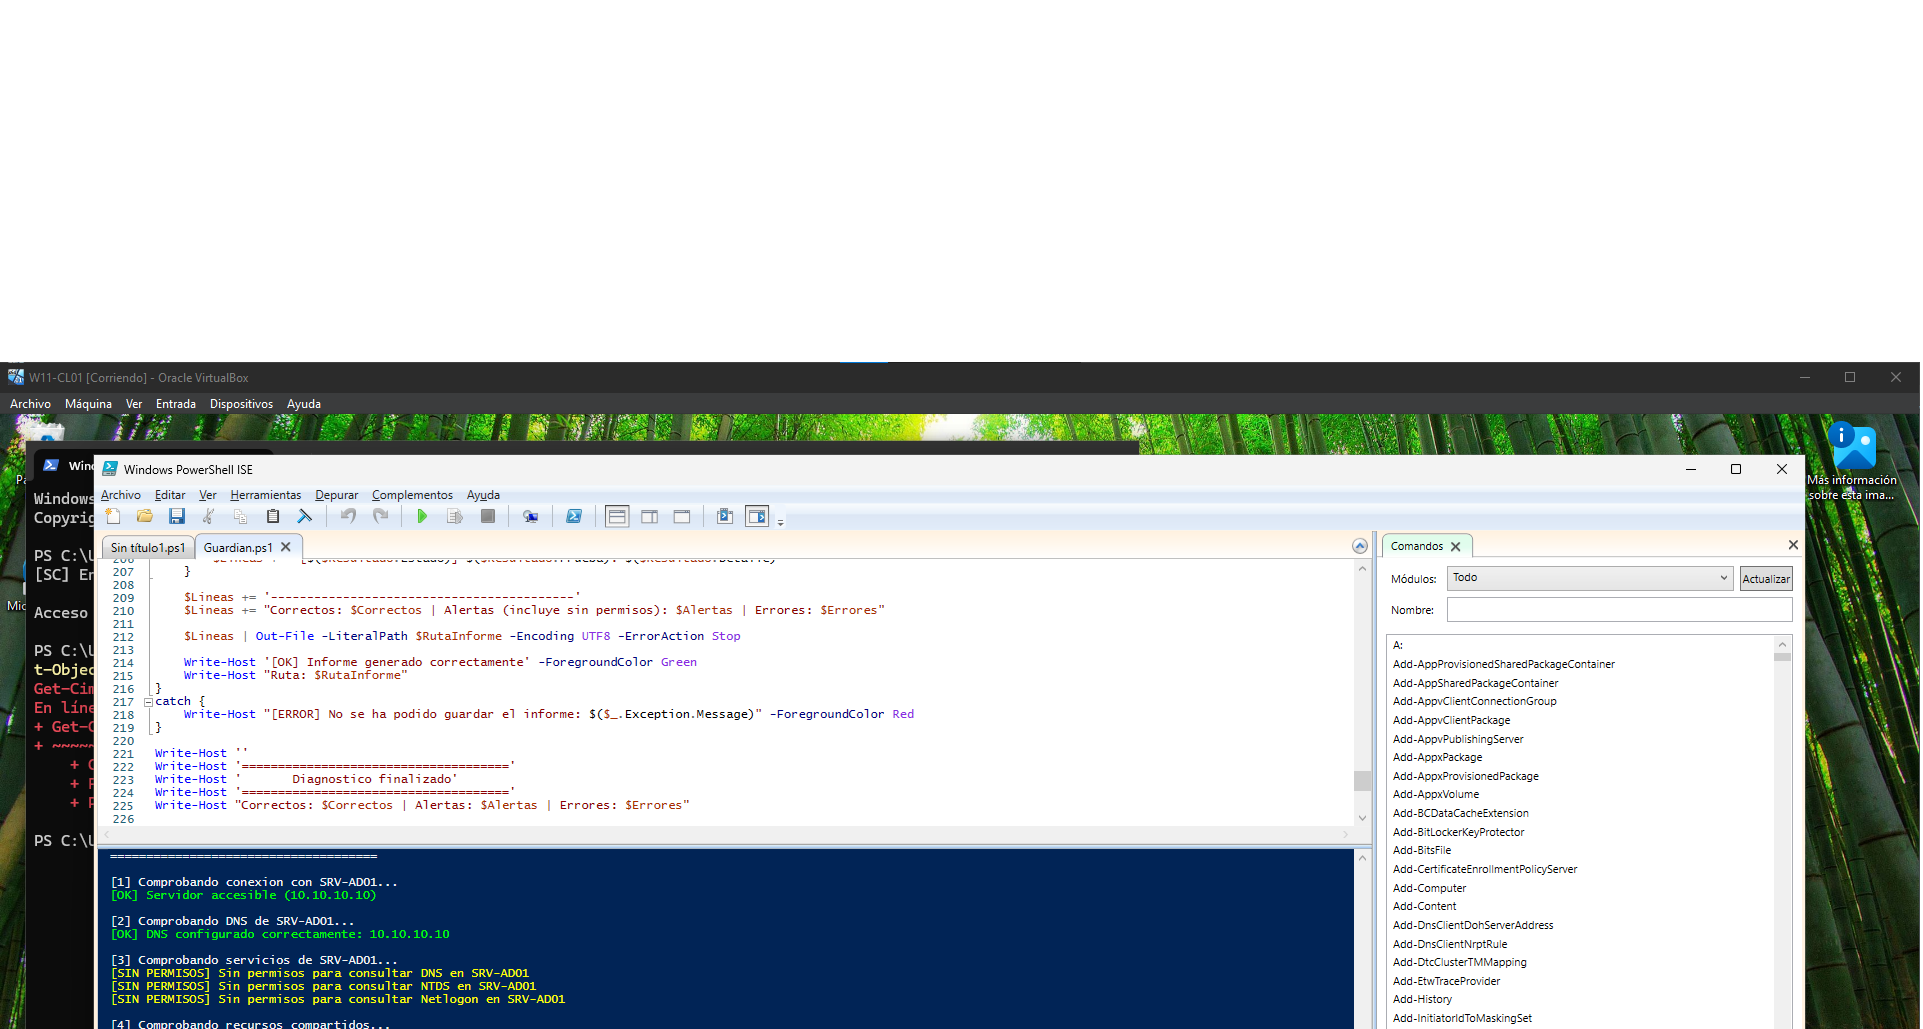 W11-CL01 [Corriendo] - Oracle VirtualBox
Archivo Máquina Ver Entrada Dispositivos Ayuda
Más información
sobre esta ima...
Windows
PS C:\
[SC]
Acceso
PS C:\
t-Objec
Get-Cim
En líne
+ Get-C
+ ~~~~~
+
+
+
PS C:\
Windows PowerShell ISE
Archivo Editar Ver Herramientas Depurar Complementos Ayuda
Sin título1.ps1 Guardian.ps1
207 }
208
209 $Lineas += '------------------------------------------'
210 $Lineas += "Correctos: $Correctos | Alertas (incluye sin permisos): $Alertas | Errores: $Errores"
211
212 $Lineas | Out-File -LiteralPath $RutaInforme -Encoding UTF8 -ErrorAction Stop
213
214 Write-Host '[OK] Informe generado correctamente' -ForegroundColor Green
215 Write-Host "Ruta: $RutaInforme"
216 }
217 catch {
218 Write-Host "[ERROR] No se ha podido guardar el informe: $($_.Exception.Message)" -ForegroundColor Red
219 }
220
221 Write-Host ''
222 Write-Host '====================================='
223 Write-Host '       Diagnostico finalizado'
224 Write-Host '====================================='
225 Write-Host "Correctos: $Correctos | Alertas: $Alertas | Errores: $Errores"
226
=====================================
[1] Comprobando conexion con SRV-AD01...
[OK] Servidor accesible (10.10.10.10)
[2] Comprobando DNS de SRV-AD01...
[OK] DNS configurado correctamente: 10.10.10.10
[3] Comprobando servicios de SRV-AD01...
[SIN PERMISOS] Sin permisos para consultar DNS en SRV-AD01
[SIN PERMISOS] Sin permisos para consultar NTDS en SRV-AD01
[SIN PERMISOS] Sin permisos para consultar Netlogon en SRV-AD01
[4] Comprobando recursos compartidos...
Comandos
Módulos: Todo Actualizar
Nombre:
A:
Add-AppProvisionedSharedPackageContainer
Add-AppSharedPackageContainer
Add-AppvClientConnectionGroup
Add-AppvClientPackage
Add-AppvPublishingServer
Add-AppxPackage
Add-AppxProvisionedPackage
Add-AppxVolume
Add-BCDataCacheExtension
Add-BitLockerKeyProtector
Add-BitsFile
Add-CertificateEnrollmentPolicyServer
Add-Computer
Add-Content
Add-DnsClientDohServerAddress
Add-DnsClientNrptRule
Add-DtcClusterTMMapping
Add-EtwTraceProvider
Add-History
Add-InitiatorIdToMaskingSet